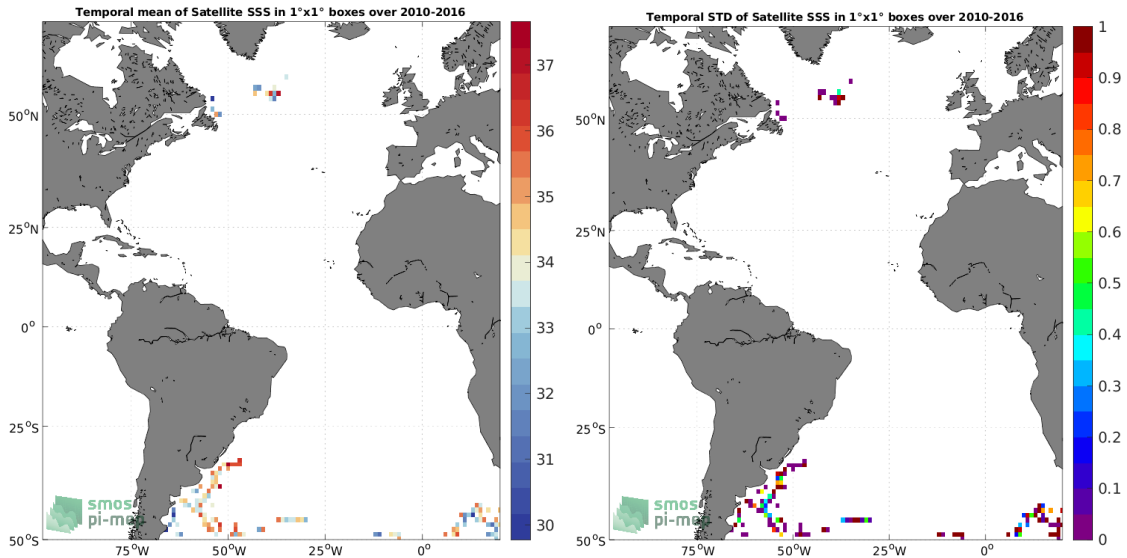 Temporal mean of Satellite SSS in 1°x1° boxes over 2010-2016
50°N
25°N
0°
25°S
50°S
75°W
50°W
25°W
0°
37
36
35
34
33
32
31
30
smos
pi-me
Temporal STD of Satellite SSS in 1°x1° boxes over 2010-2016
50°N
25°N
0°
25°S
50°S
75°W
50°W
25°W
0°
1
0.9
0.8
0.7
0.6
0.5
0.4
0.3
0.2
0.1
0
smos